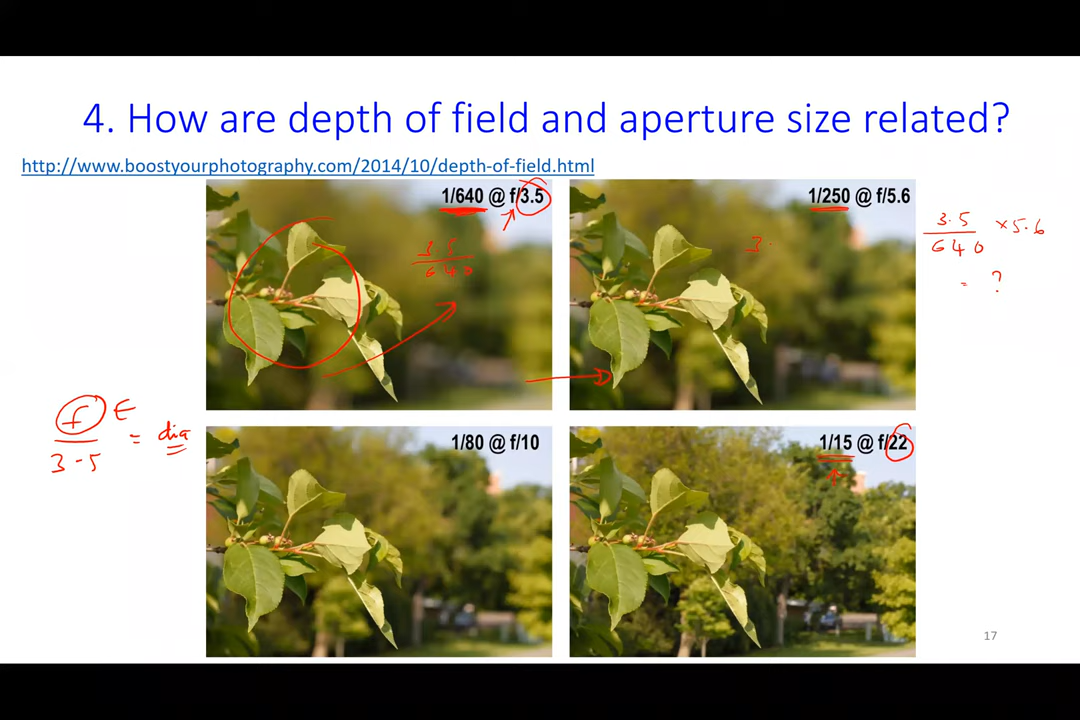 4. How are depth of field and aperture size related?
http://www.boostyourphotography.com/2014/10/depth-of-field.html
1/640 @ f/3.5
1/250 @ f/5.6
3.5
640
3.
3.5
640
×5.6
= ?
1/80 @ f/10
1/15 @ f/22
f
3.5
= dia
17